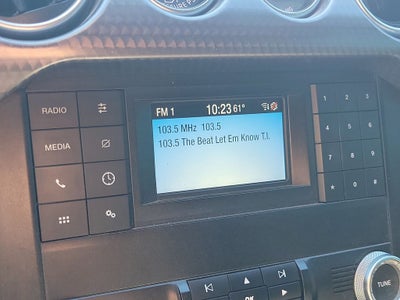 FM 1 10:23 61°
103.5 MHz 103.5
103.5 The Beat Let Em Know T.I.
RADIO
MEDIA
1 2 3
4 5 6
7 8 9
* 0 #
OK
TUNE